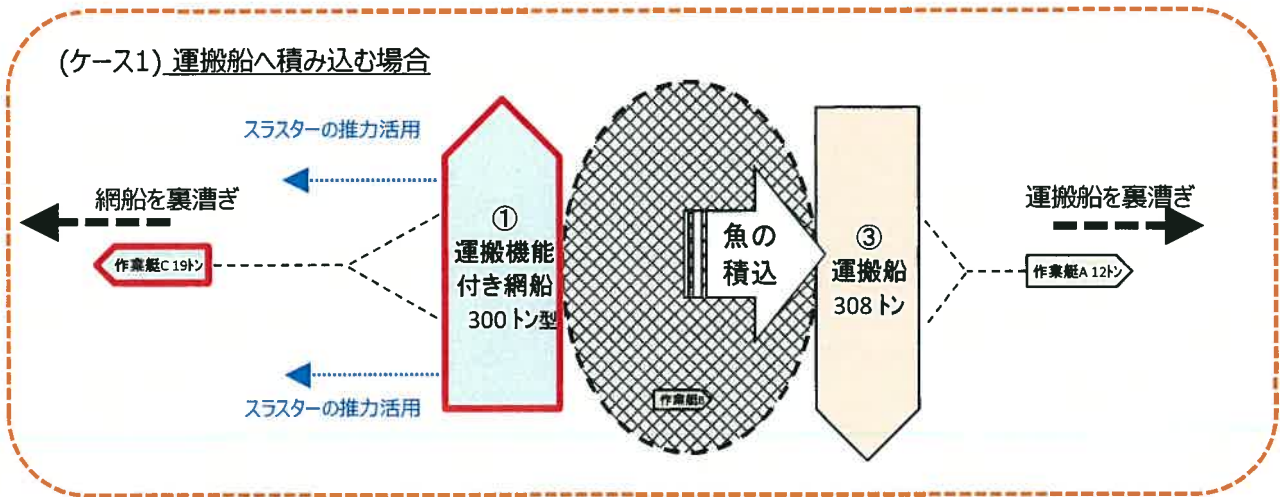 (ケース1) 運搬船へ積み込む場合
スラスターの推力活用
網船を裏漕ぎ
作業艇C 19トン
①
運搬機能
付き網船
300トン型
スラスターの推力活用
魚の
積込
作業艇B
③
運搬船
308トン
運搬船を裏漕ぎ
作業艇A 12トン